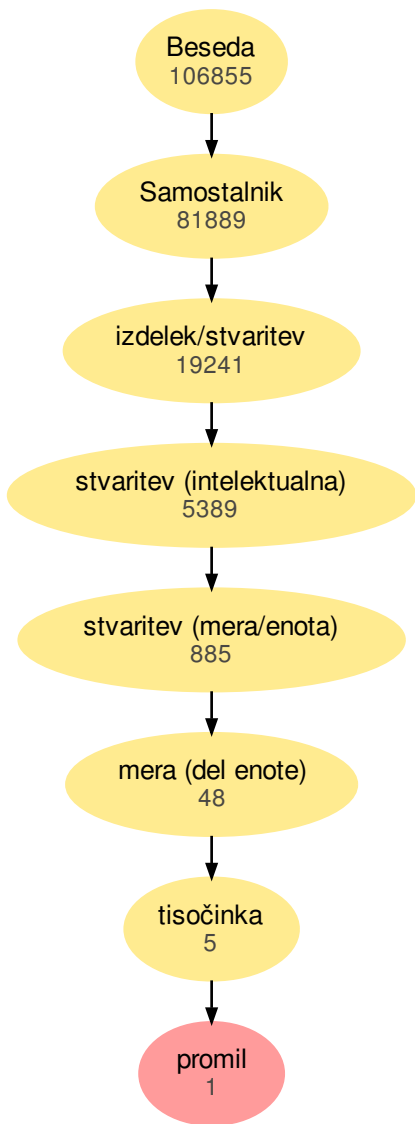 Beseda
106855
Samostalnik
81889
izdelek/stvaritev
19241
stvaritev (intelektualna)
5389
stvaritev (mera/enota)
885
mera (del enote)
48
tisočinka
5
promil
1